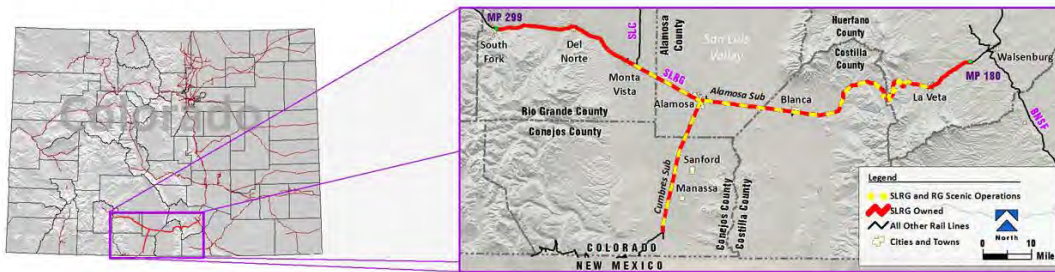 Colorado
MP 299
South
Fork
Del
Norte
SLC
Alamosa
County
San Luis
Valley
Huerfano
County
Costilla
County
Walsenburg
MP 180
Monta
Vista
SLRG
Alamosa Sub
Alamosa
Blanca
La Veta
BNSF
Rio Grande County
Conejos County
Cumbres Sub
Sanford
Manassa
Conejos County
Costilla County
COLORADO
NEW MEXICO
Legend
SLRG and RG Scenic Operations
SLRG Owned
All Other Rail Lines
Cities and Towns
North
0 10
Mile